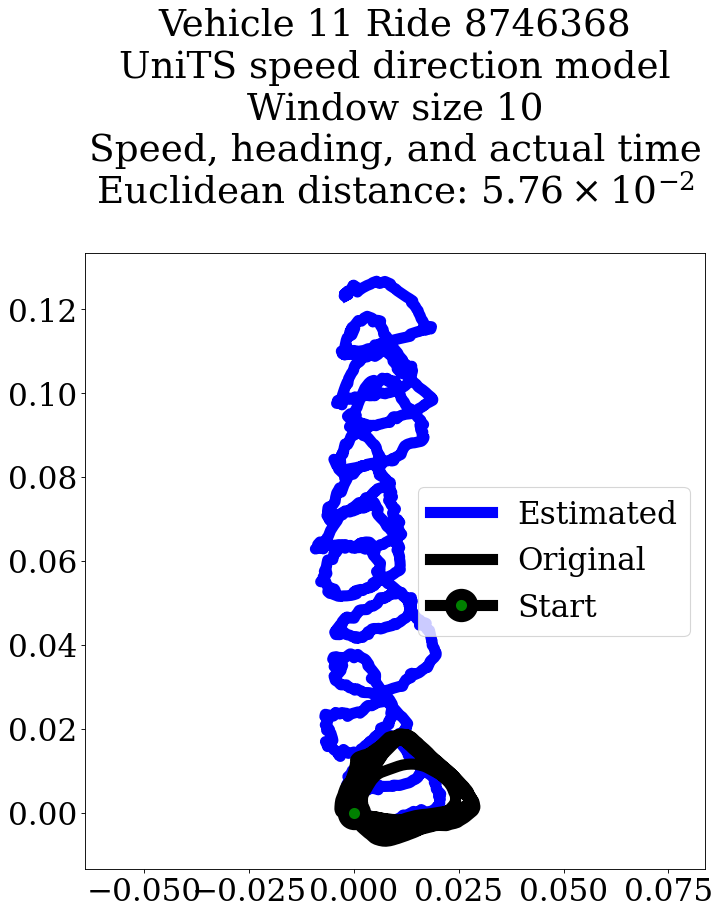 Vehicle 11 Ride 8746368
UniTS speed direction model
Window size 10
Speed, heading, and actual time
Euclidean distance: 5.76 × 10⁻²
0.12
0.10
0.08
0.06
0.04
0.02
0.00
Estimated
Original
Start
−0.050 −0.025 0.000 0.025 0.050 0.075